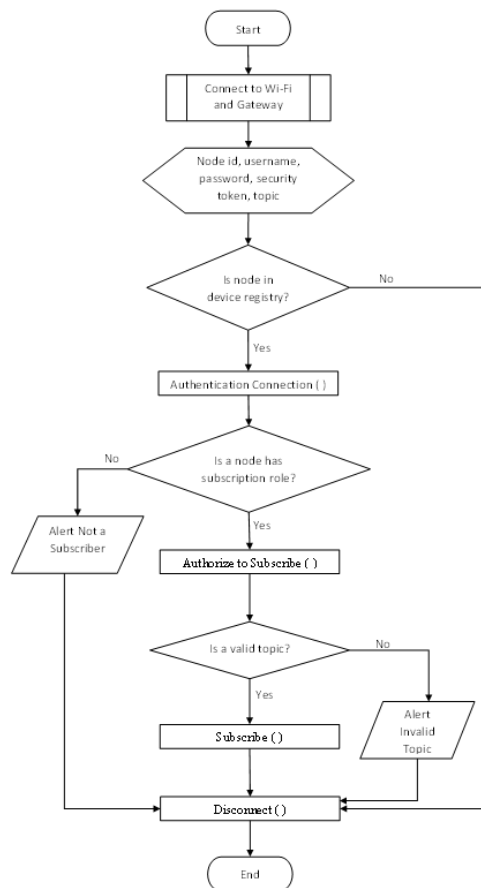 Start
Connect to Wi-Fi
and Gateway
Node id, username,
password, security
token, topic
Is node in
device registry?
No
Yes
Authentication Connection ( )
Is a node has
subscription role?
No
Alert Not a
Subscriber
Yes
Authorize to Subscribe ( )
Is a valid topic?
No
Yes
Alert
Invalid
Topic
Subscribe ( )
Disconnect ( )
End